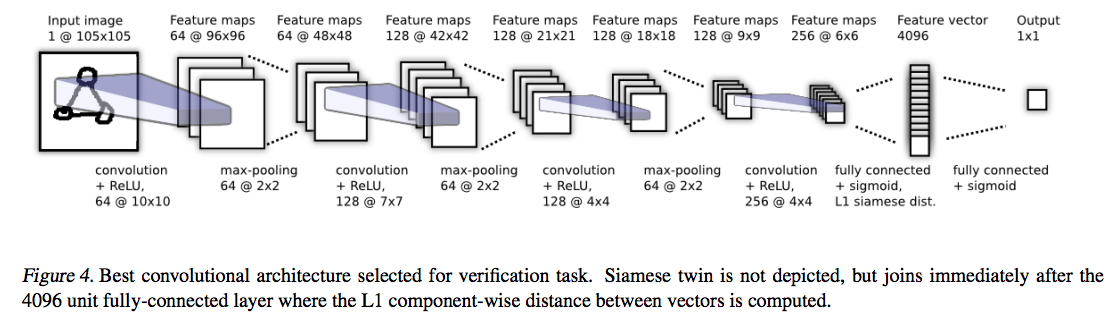 Input image
1 @ 105x105
Feature maps
64 @ 96x96
Feature maps
64 @ 48x48
Feature maps
128 @ 42x42
Feature maps
128 @ 21x21
Feature maps
128 @ 18x18
Feature maps
128 @ 9x9
Feature maps
256 @ 6x6
Feature vector
4096
Output
1x1
convolution
+ ReLU,
64 @ 10x10
max-pooling
64 @ 2x2
convolution
+ ReLU,
128 @ 7x7
max-pooling
64 @ 2x2
convolution
+ ReLU,
128 @ 4x4
max-pooling
64 @ 2x2
convolution
+ ReLU,
256 @ 4x4
fully connected
+ sigmoid,
L1 siamese dist.
fully connected
+ sigmoid
Figure 4. Best convolutional architecture selected for verification task. Siamese twin is not depicted, but joins immediately after the
4096 unit fully-connected layer where the L1 component-wise distance between vectors is computed.